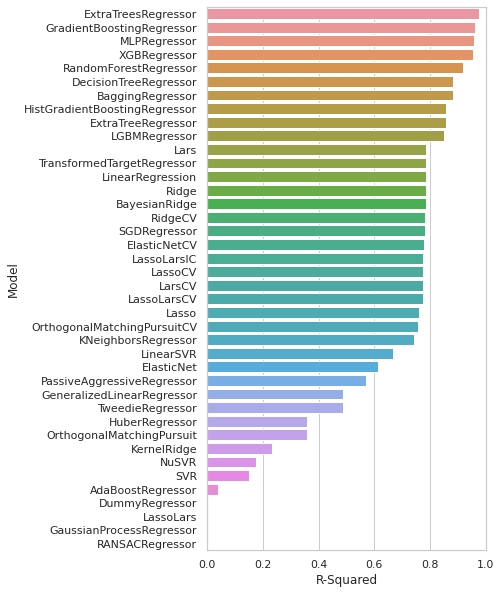 ExtraTreesRegressor
GradientBoostingRegressor
MLPRegressor
XGBRegressor
RandomForestRegressor
DecisionTreeRegressor
BaggingRegressor
HistGradientBoostingRegressor
ExtraTreeRegressor
LGBMRegressor
Lars
TransformedTargetRegressor
LinearRegression
Ridge
BayesianRidge
RidgeCV
SGDRegressor
ElasticNetCV
LassoLarsIC
LassoCV
LarsCV
LassoLarsCV
Lasso
OrthogonalMatchingPursuitCV
KNeighborsRegressor
LinearSVR
ElasticNet
PassiveAggressiveRegressor
GeneralizedLinearRegressor
TweedieRegressor
HuberRegressor
OrthogonalMatchingPursuit
KernelRidge
NuSVR
SVR
AdaBoostRegressor
DummyRegressor
LassoLars
GaussianProcessRegressor
RANSACRegressor
Model
0.0 0.2 0.4 0.6 0.8 1.0
R-Squared